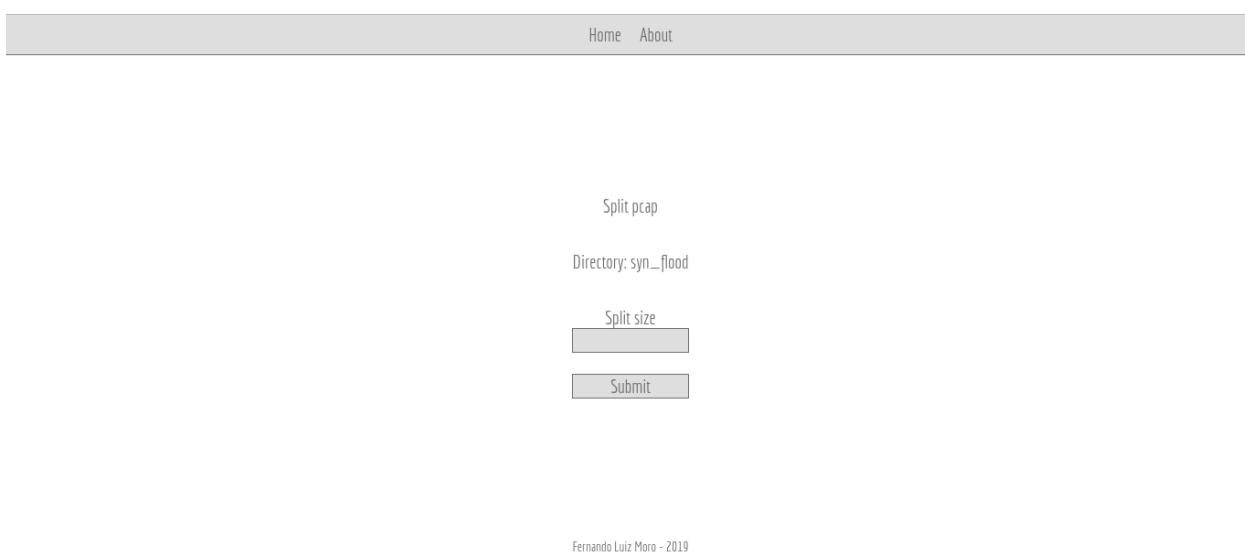 Home About
Split pcap
Directory: syn_flood
Split size
Submit
Fernando Luiz Moro - 2019